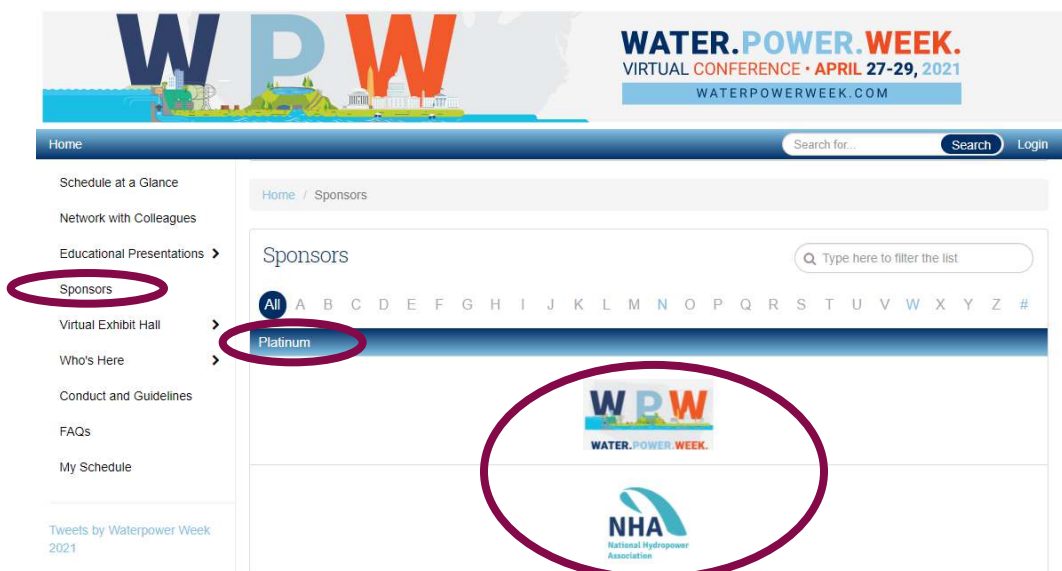 WPW
WATER.POWER.WEEK.
VIRTUAL CONFERENCE • APRIL 27-29, 2021
WATERPOWERWEEK.COM
Home
Search for...
Search
Login
Schedule at a Glance
Network with Colleagues
Educational Presentations
Sponsors
Virtual Exhibit Hall
Who's Here
Conduct and Guidelines
FAQs
My Schedule
Tweets by Waterpower Week
2021
Home / Sponsors
Sponsors
Type here to filter the list
All A B C D E F G H I J K L M N O P Q R S T U V W X Y Z #
Platinum
WPW
WATER.POWER.WEEK.
NHA
National Hydropower
Association